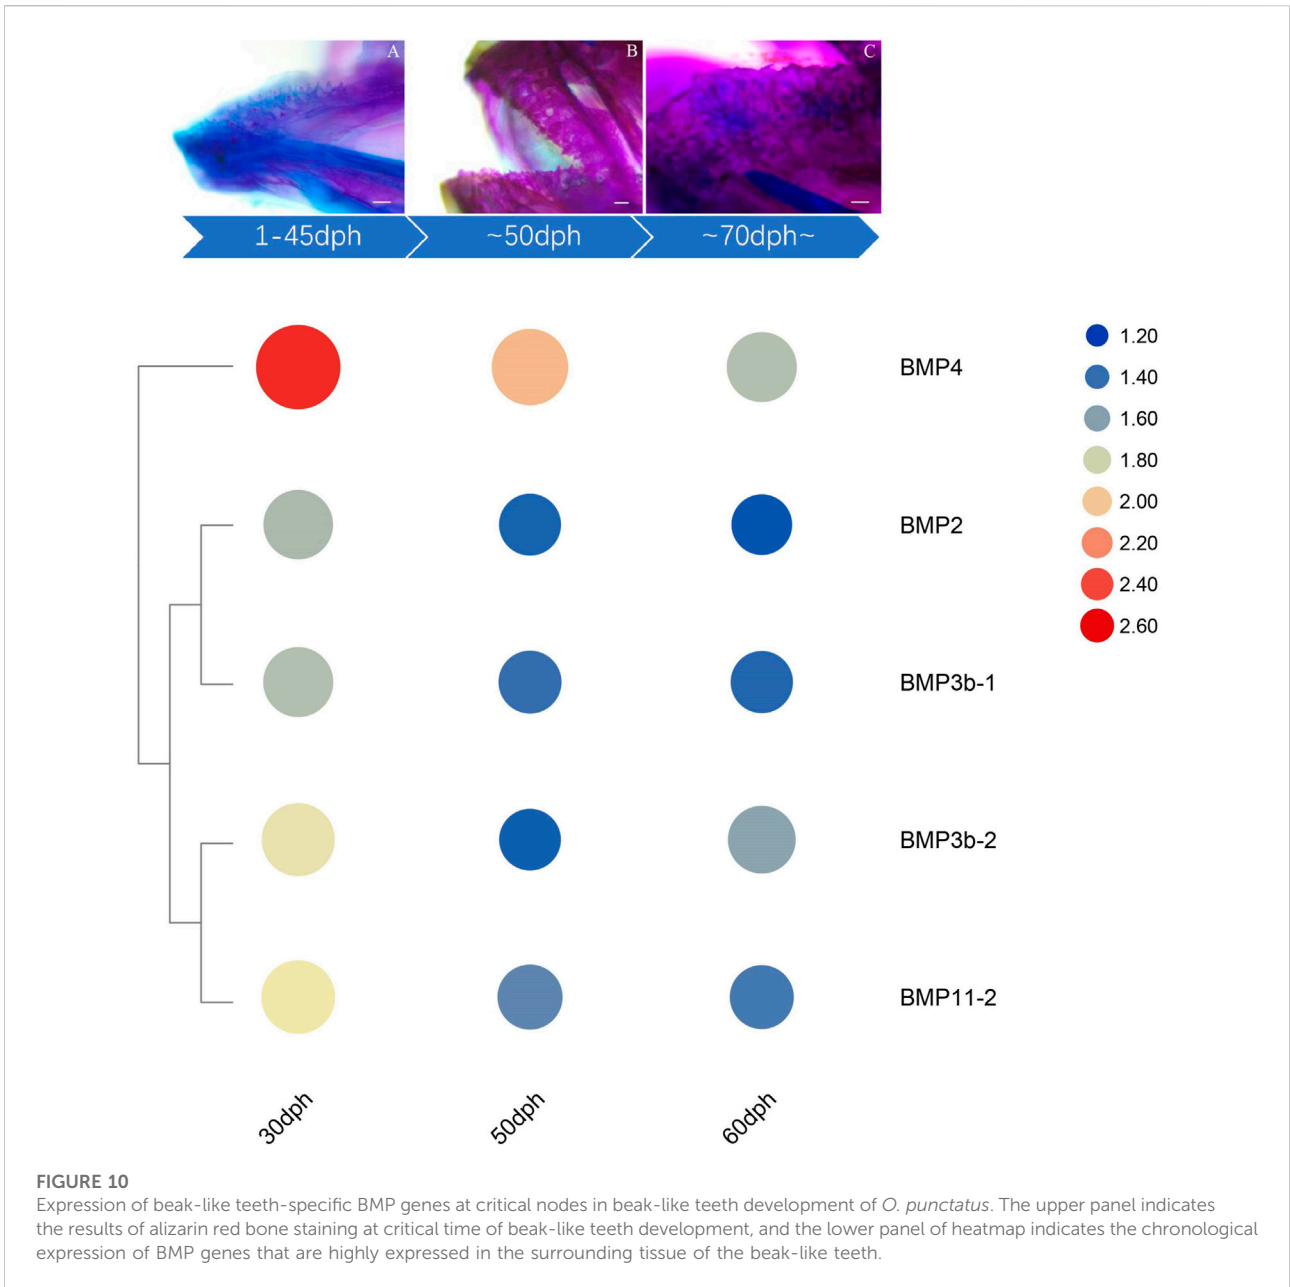 A
B
C
1-45dph
~50dph
~70dph~
1.20
1.40
1.60
1.80
2.00
2.20
2.40
2.60
BMP4
BMP2
BMP3b-1
BMP3b-2
BMP11-2
30dph
50dph
60dph
FIGURE 10
Expression of beak-like teeth-specific BMP genes at critical nodes in beak-like teeth development of O. punctatus. The upper panel indicates
the results of alizarin red bone staining at critical time of beak-like teeth development, and the lower panel of heatmap indicates the chronological
expression of BMP genes that are highly expressed in the surrounding tissue of the beak-like teeth.